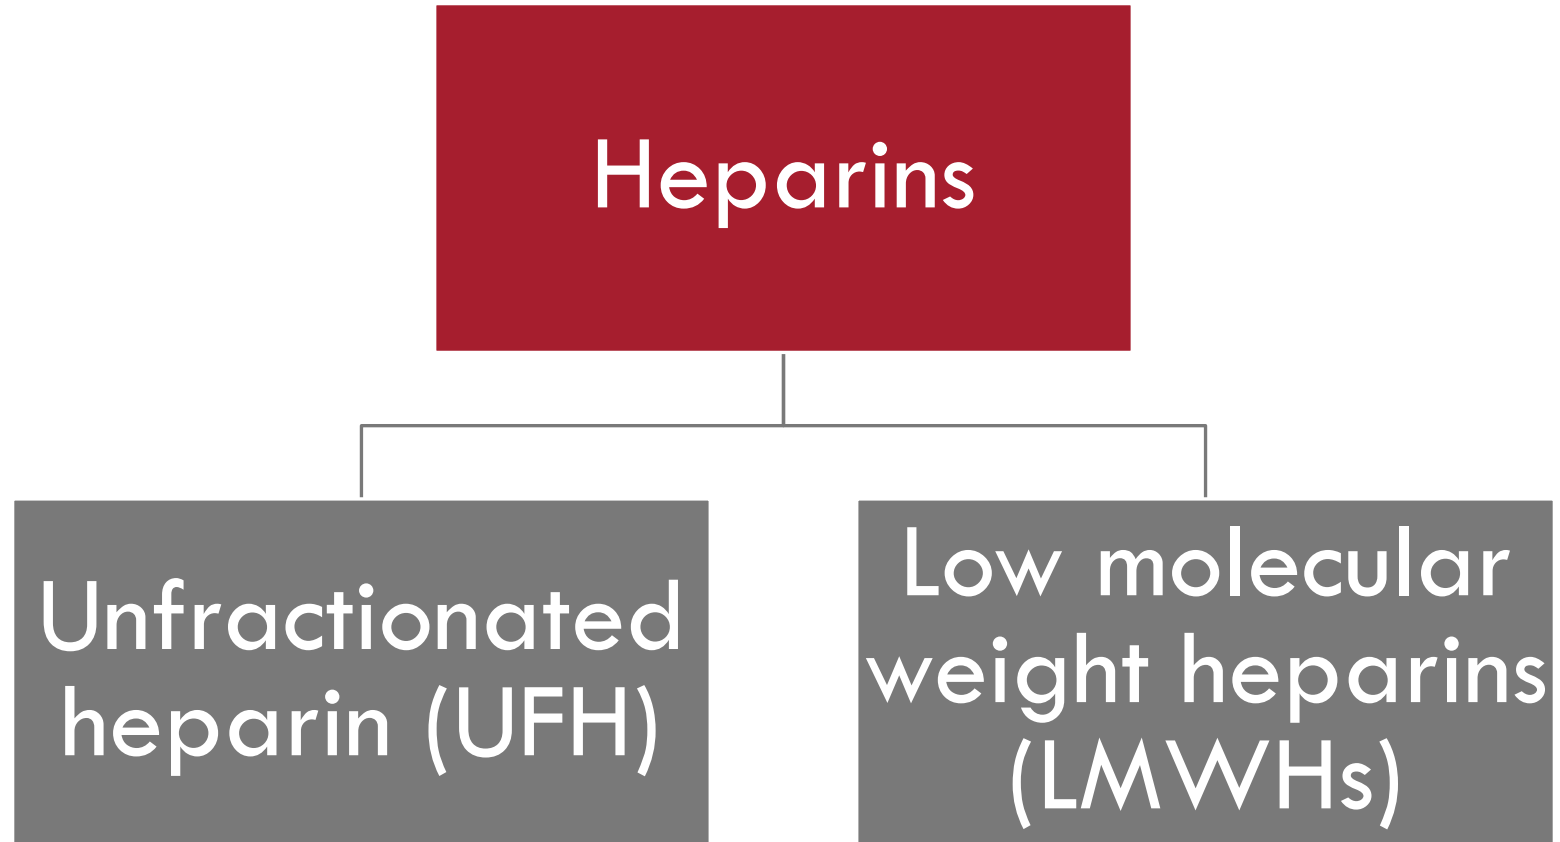 Heparins
Unfractionated
heparin (UFH)
Low molecular
weight heparins
(LMWHs)